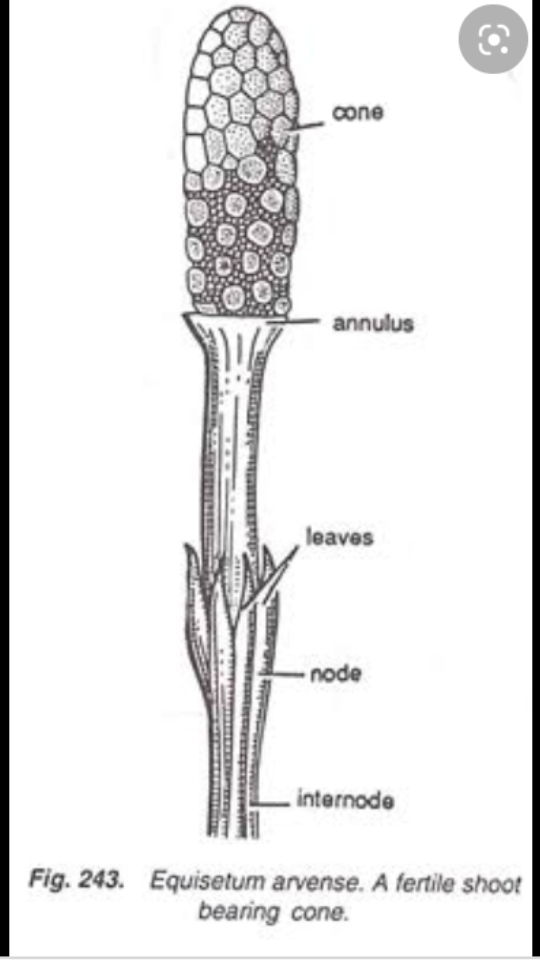 cone
annulus
leaves
node
internode
Fig. 243. Equisetum arvense. A fertile shoot
bearing cone.